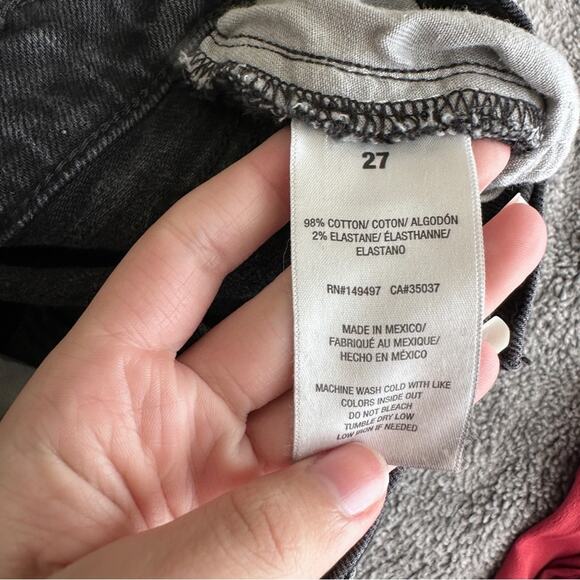 27
98% COTTON/ COTON/ ALGODÓN
2% ELASTANE/ ÉLASTHANNE/
ELASTANO
RN#149497 CA#35037
MADE IN MEXICO/
FABRIQUÉ AU MEXIQUE/
HECHO EN MÉXICO
MACHINE WASH COLD WITH LIKE
COLORS INSIDE OUT
DO NOT BLEACH
TUMBLE DRY LOW
LOW IRON IF NEEDED